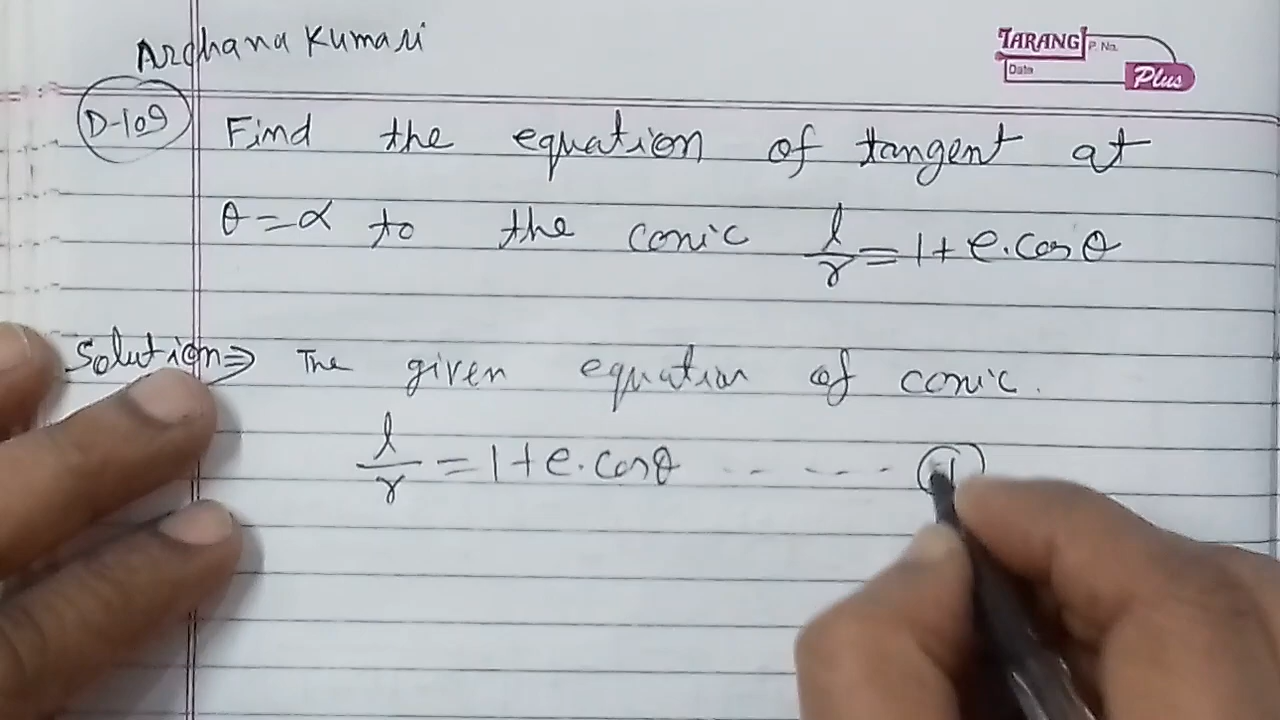 Archana Kumari
TARANG P. No.
Date
Plus
D-109 Find the equation of tangent at
θ=α to the conic l/r = 1+e.cosθ
Solution⇒ The given equation of conic.
l/r = 1+e.cosθ -- --- 1